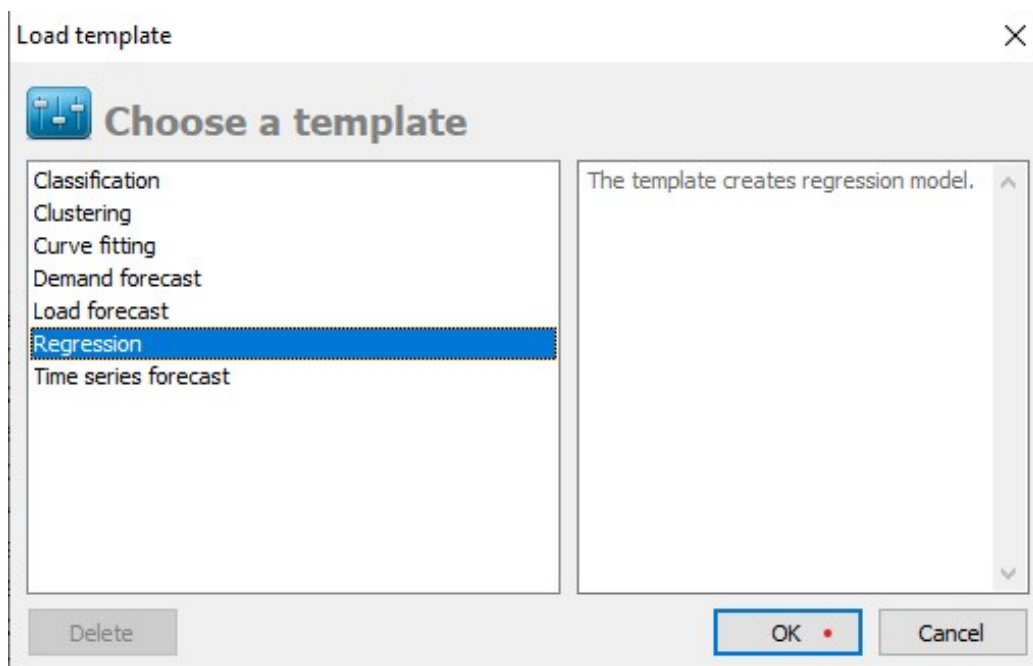 Load template
Choose a template
Classification
Clustering
Curve fitting
Demand forecast
Load forecast
Regression
Time series forecast
The template creates regression model.
Delete
OK
Cancel